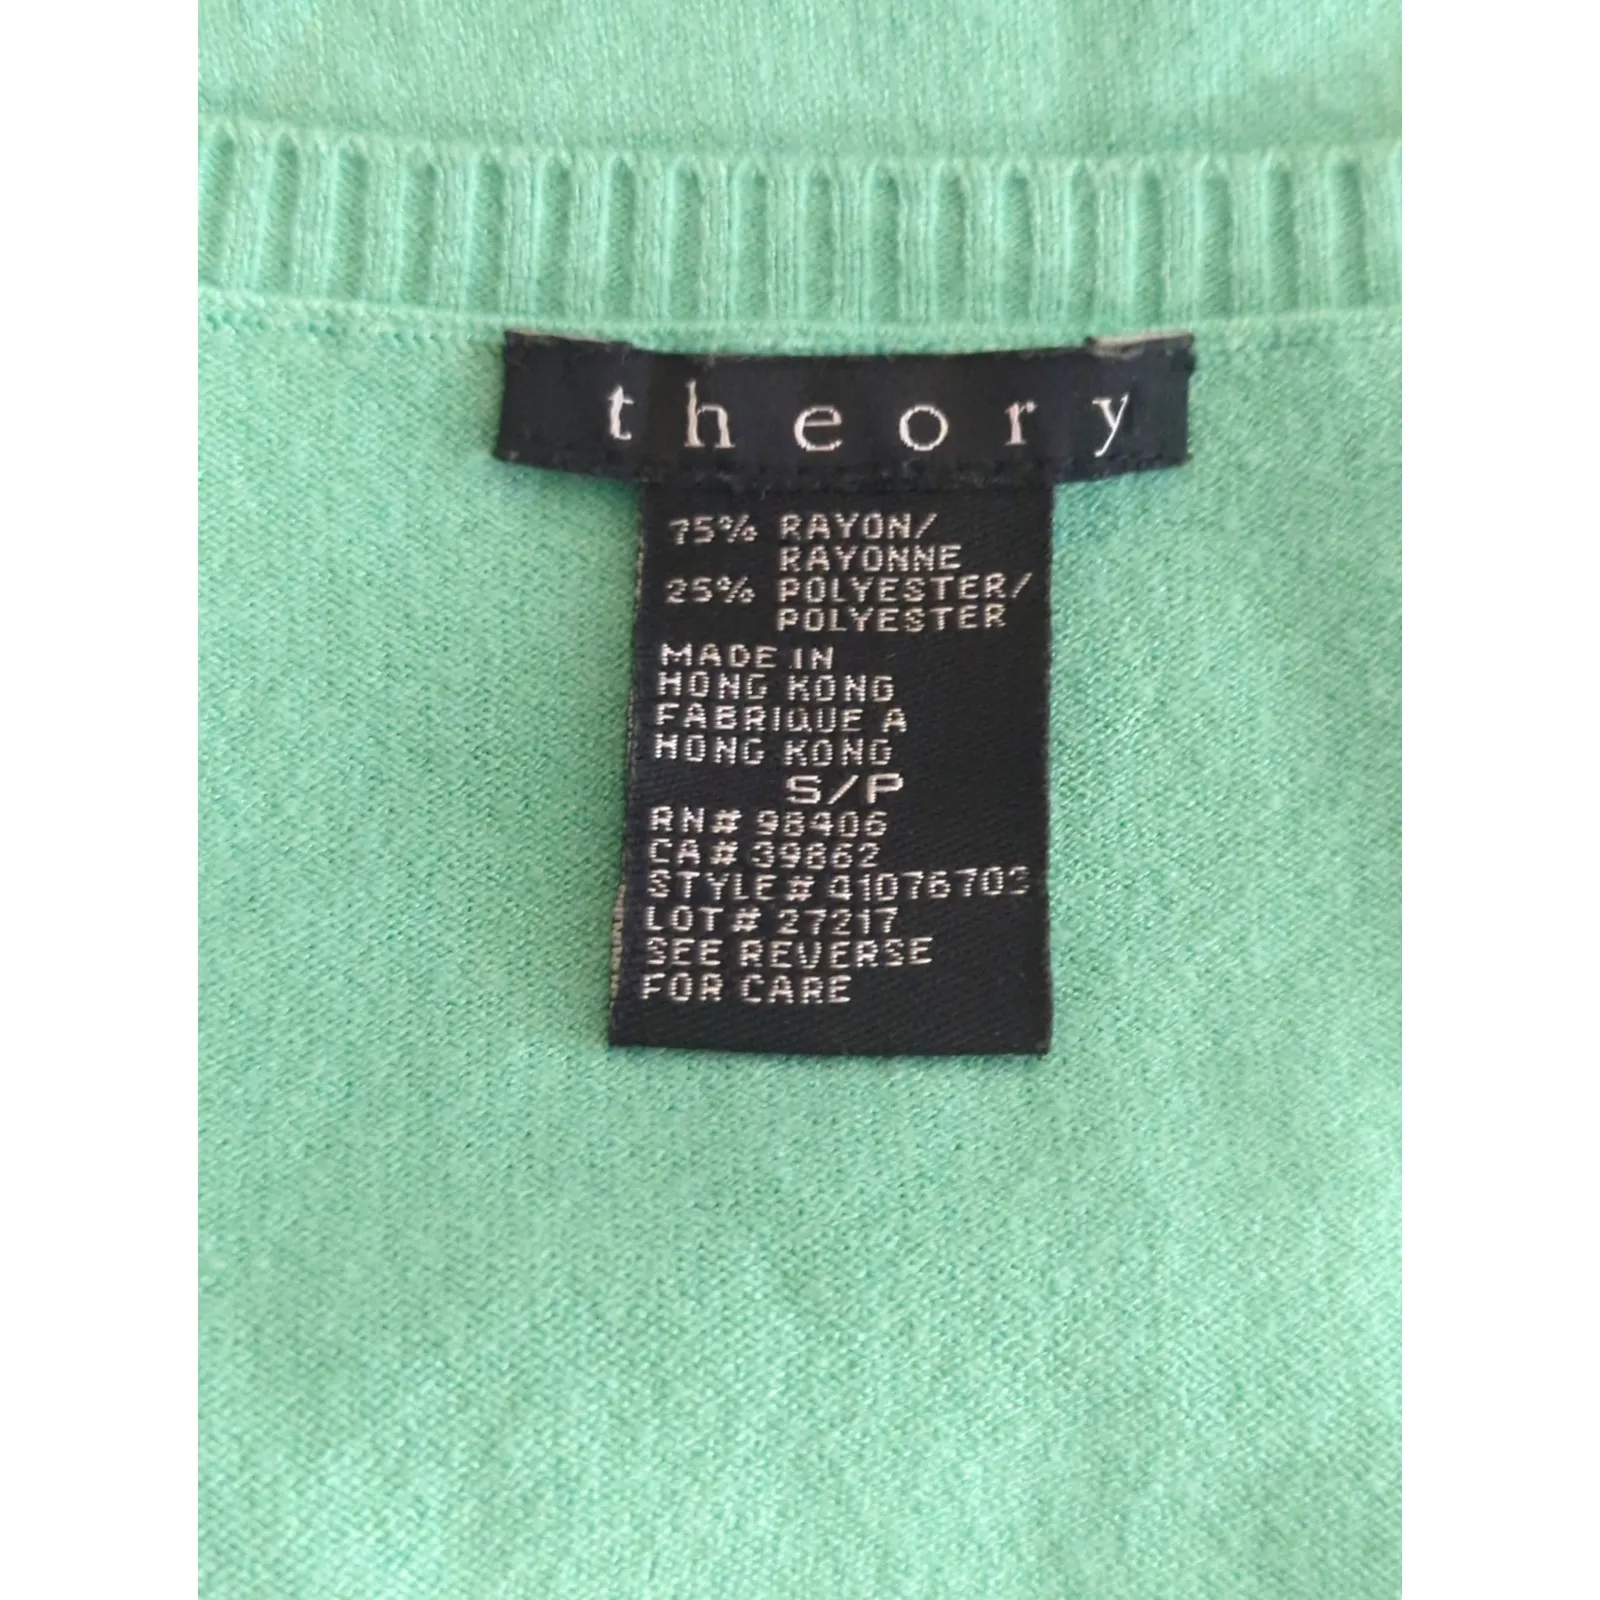 theory
75% RAYON/
RAYONNE
25% POLYESTER/
POLYESTER
MADE IN
HONG KONG
FABRIQUE A
HONG KONG
S/P
RN# 98406
CA# 39862
STYLE#
LOT# 27217
SEE REVERSE
FOR CARE